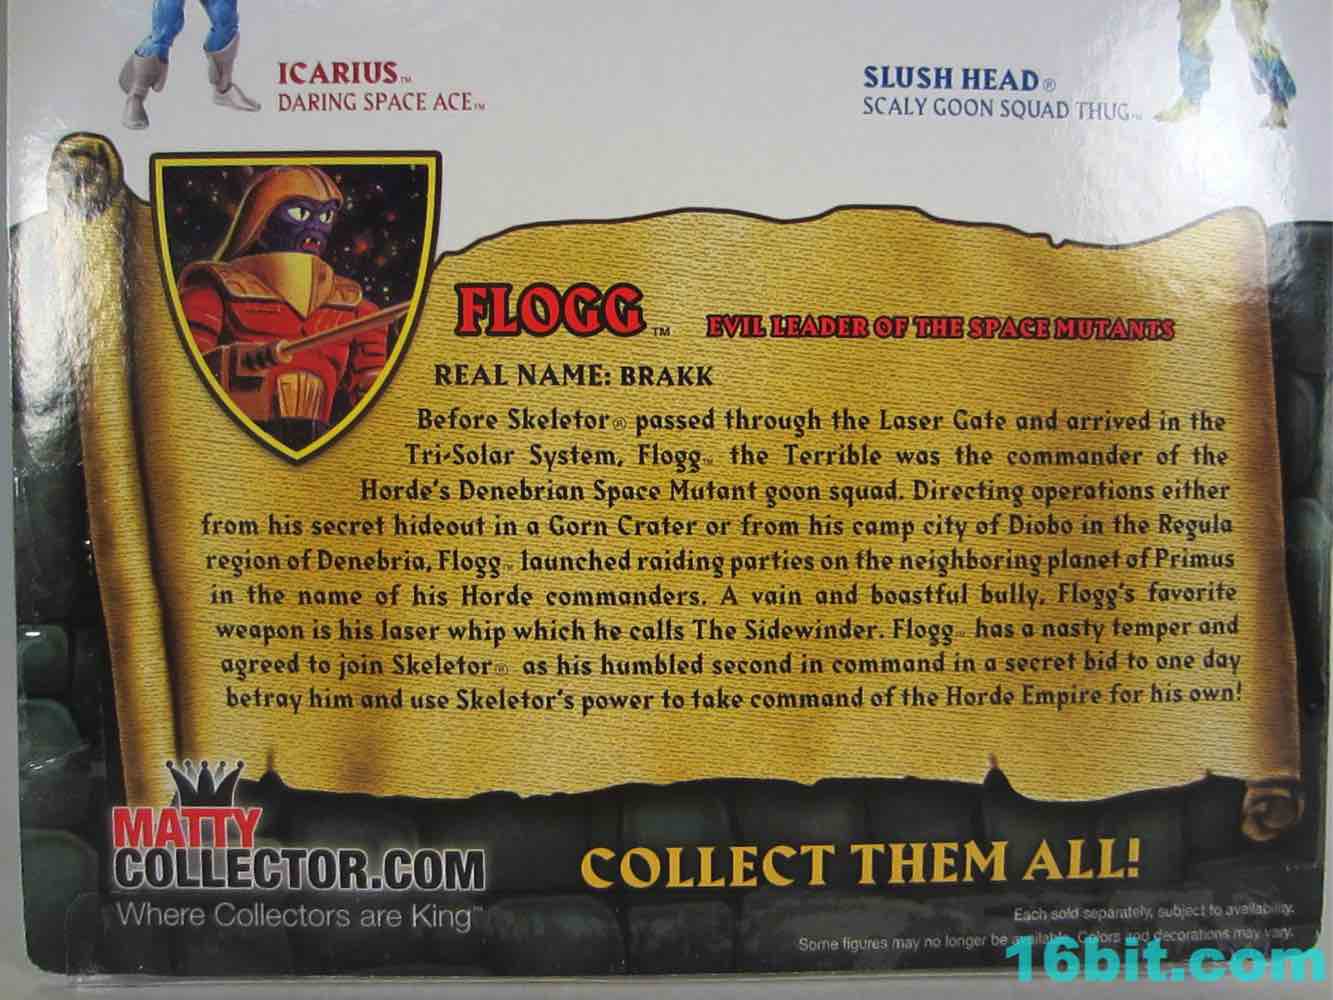 ICARIUS™
DARING SPACE ACE™
SLUSH HEAD®
SCALY GOON SQUAD THUG™
FLOGG™ EVIL LEADER OF THE SPACE MUTANTS
REAL NAME: BRAKK
Before Skeletor® passed through the Laser Gate and arrived in the
Tri-Solar System, Flogg™ the Terrible was the commander of the
Horde's Denebrian Space Mutant goon squad. Directing operations either
from his secret hideout in a Gorn Crater or from his camp city of Diobo in the Regula
region of Denebria, Flogg™ launched raiding parties on the neighboring planet of Primus
in the name of his Horde commanders. A vain and boastful bully, Flogg's favorite
weapon is his laser whip which he calls The Sidewinder. Flogg™ has a nasty temper and
agreed to join Skeletor® as his humbled second in command in a secret bid to one day
betray him and use Skeletor's power to take command of the Horde Empire for his own!
MATTY
COLLECTOR.COM
Where Collectors are King™
COLLECT THEM ALL!
Each sold separately, subject to availability.
Some figures may no longer be available. Colors and decorations may vary.
16bit.com